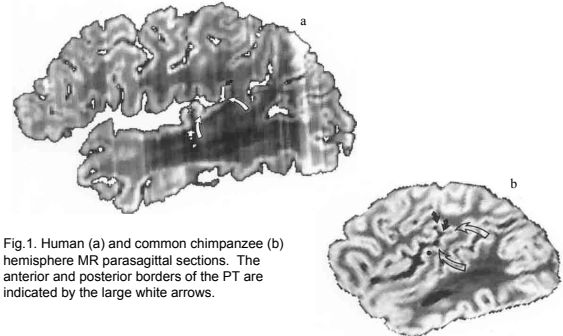 a
b
Fig.1. Human (a) and common chimpanzee (b)
hemisphere MR parasagittal sections. The
anterior and posterior borders of the PT are
indicated by the large white arrows.